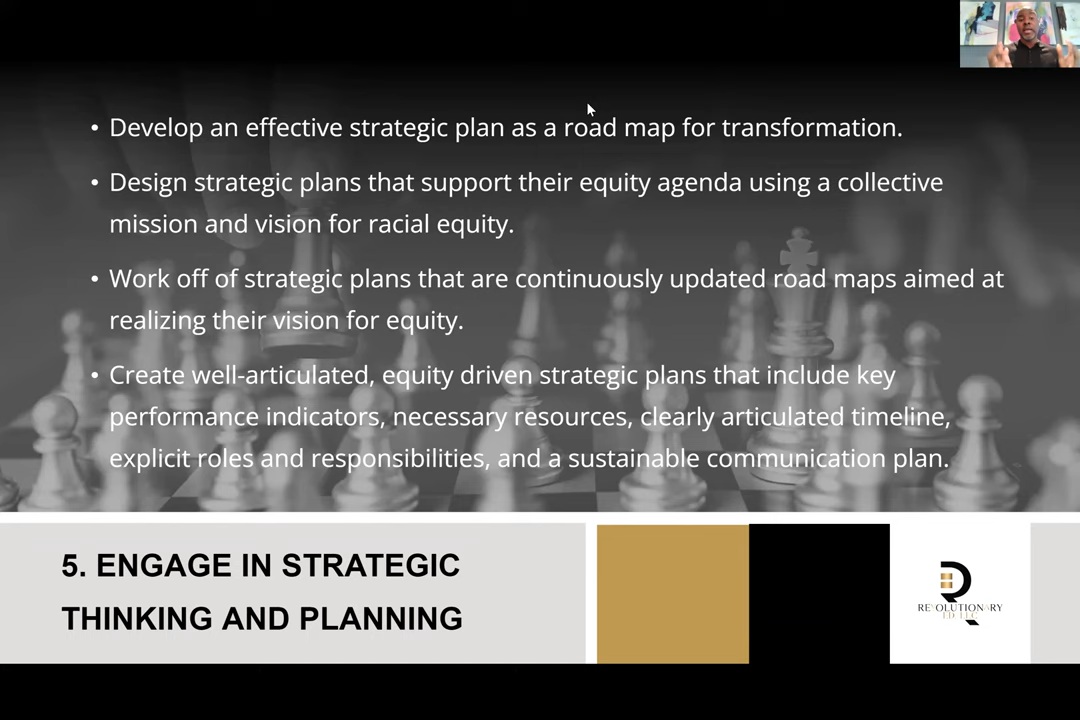 • Develop an effective strategic plan as a road map for transformation.
• Design strategic plans that support their equity agenda using a collective
mission and vision for racial equity.
• Work off of strategic plans that are continuously updated road maps aimed at
realizing their vision for equity.
• Create well-articulated, equity driven strategic plans that include key
performance indicators, necessary resources, clearly articulated timeline,
explicit roles and responsibilities, and a sustainable communication plan.
5. ENGAGE IN STRATEGIC
THINKING AND PLANNING
REVOLUTIONARY
ED, LLC